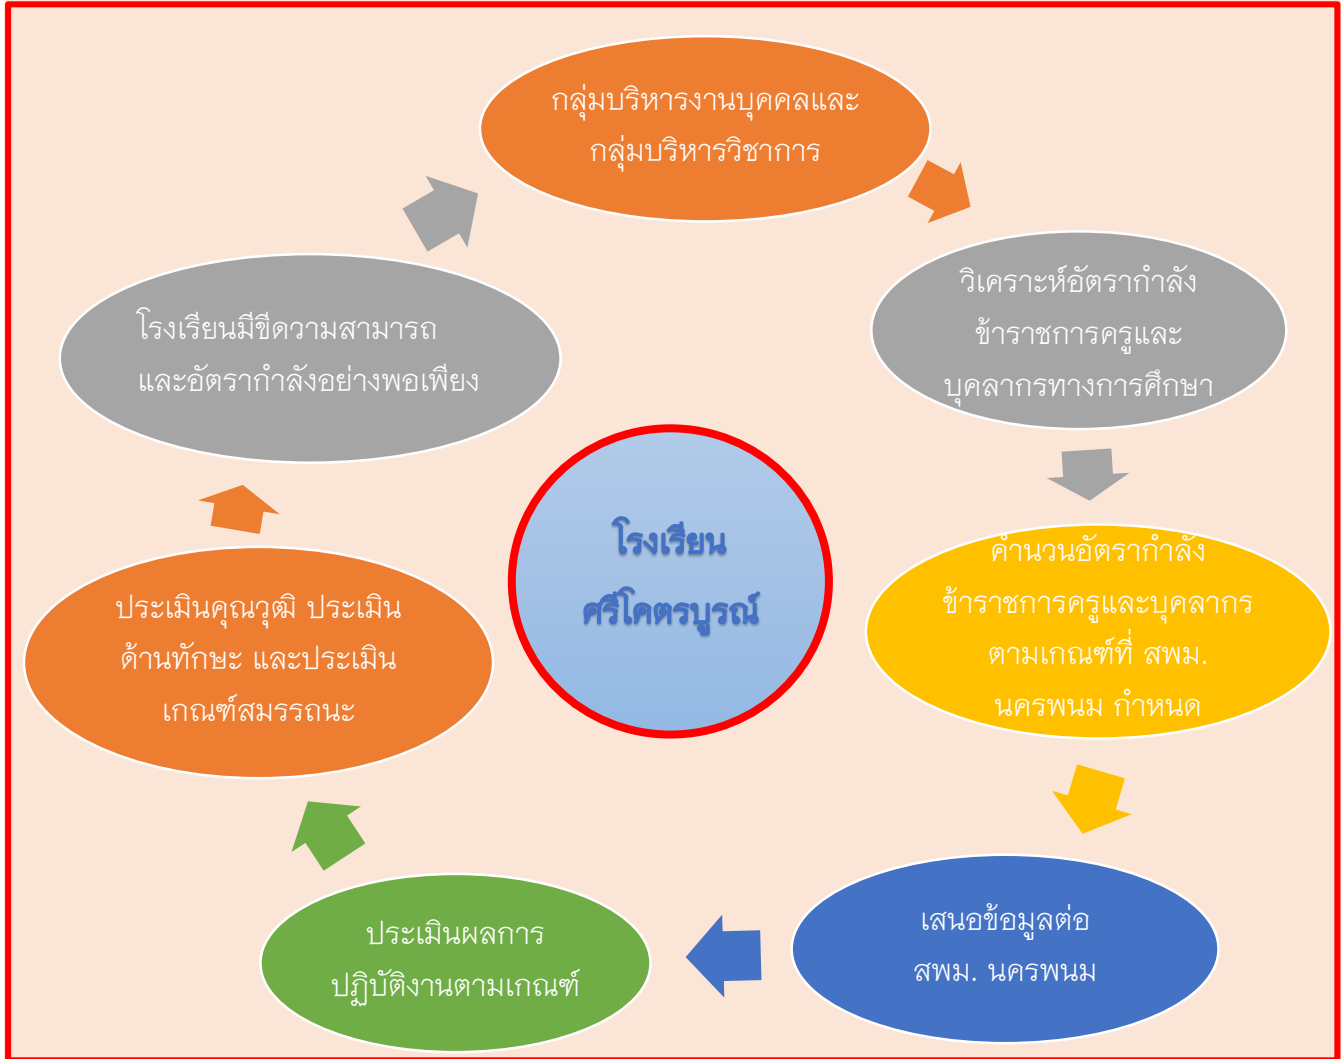 กลุ่มบริหารงานบุคคลและ
กลุ่มบริหารวิชาการ
วิเคราะห์อัตรากำลัง
ข้าราชการครูและ
บุคลากรทางการศึกษา
คำนวนอัตรากำลัง
ข้าราชการครูและบุคลากร
ตามเกณฑ์ที่ สพม.
นครพนม กำหนด
เสนอข้อมูลต่อ
สพม. นครพนม
ประเมินผลการ
ปฏิบัติงานตามเกณฑ์
ประเมินคุณวุฒิ ประเมิน
ด้านทักษะ และประเมิน
เกณฑ์สมรรถนะ
โรงเรียนมีขีดความสามารถ
และอัตรากำลังอย่างพอเพียง
โรงเรียน
ศรีโคตรบูรณ์